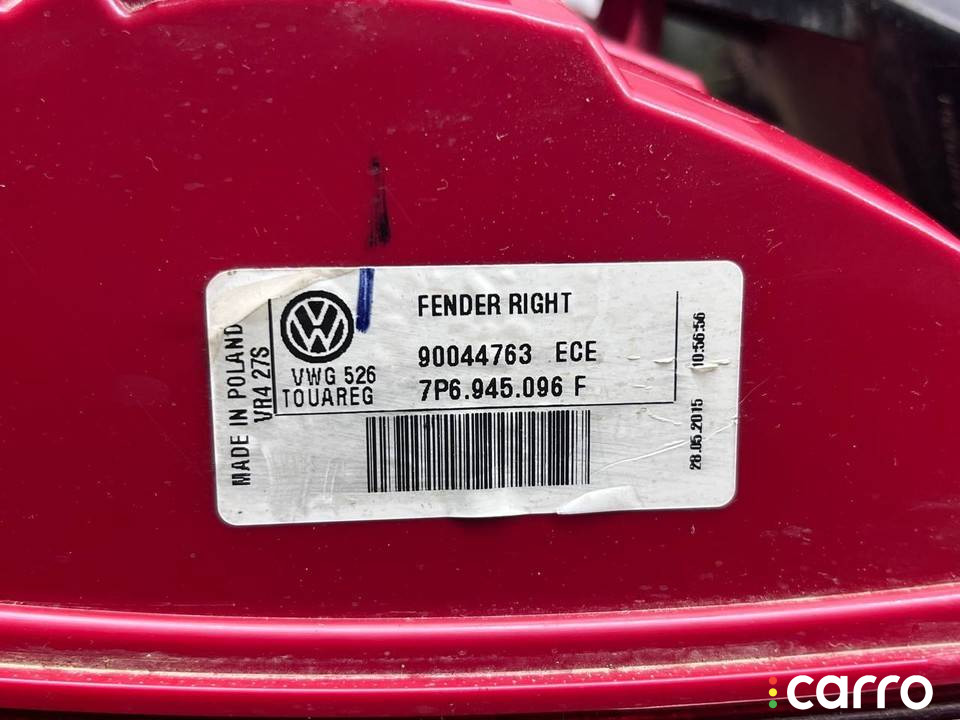 FENDER RIGHT
90044763 ECE
VWG 526
7P6.945.096 F
TOUAREG
MADE IN POLAND
VR4 27S
28.05.2015 10:56:56
carro